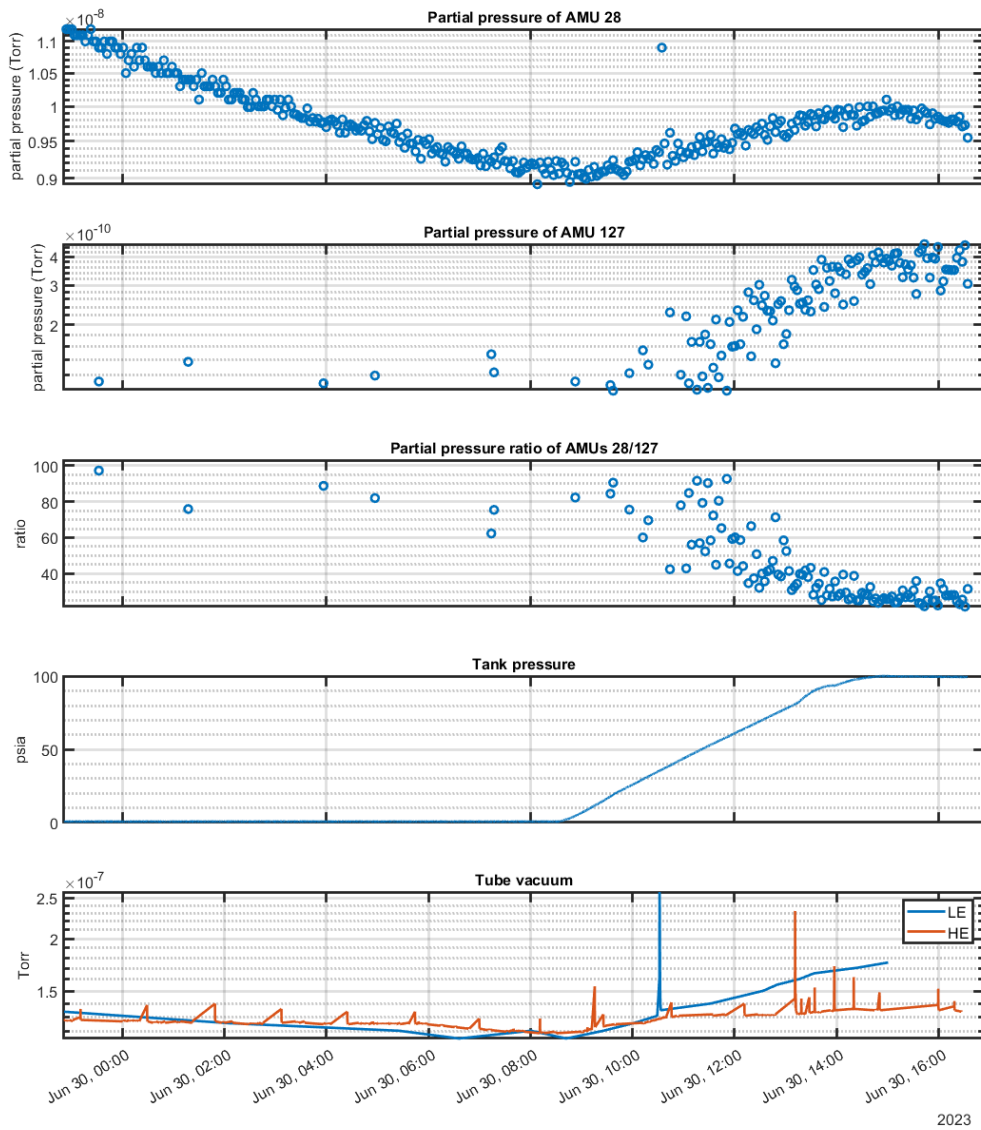 ×10⁻⁸
Partial pressure of AMU 28
partial pressure (Torr)
1.1
1.05
1
0.95
0.9
×10⁻¹⁰
Partial pressure of AMU 127
partial pressure (Torr)
4
3
2
Partial pressure ratio of AMUs 28/127
ratio
100
80
60
40
Tank pressure
psia
100
50
0
×10⁻⁷
Tube vacuum
Torr
2.5
2
1.5
LE
HE
Jun 30, 00:00
Jun 30, 02:00
Jun 30, 04:00
Jun 30, 06:00
Jun 30, 08:00
Jun 30, 10:00
Jun 30, 12:00
Jun 30, 14:00
Jun 30, 16:00
2023